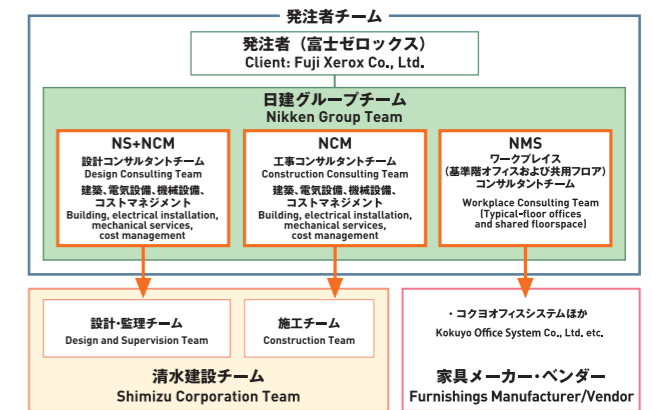 発注者チーム
発注者（富士ゼロックス）
Client: Fuji Xerox Co., Ltd.
日建グループチーム
Nikken Group Team
NS+NCM
設計コンサルタントチーム
Design Consulting Team
建築、電気設備、機械設備、
コストマネジメント
Building, electrical installation,
mechanical services,
cost management
NCM
工事コンサルタントチーム
Construction Consulting Team
建築、電気設備、機械設備、
コストマネジメント
Building, electrical installation,
mechanical services,
cost management
NMS
ワークプレイス
（基準階オフィスおよび共用フロア）
コンサルタントチーム
Workplace Consulting Team
(Typical-floor offices
and shared floorspace)
設計・監理チーム
Design and Supervision Team
施工チーム
Construction Team
清水建設チーム
Shimizu Corporation Team
・コクヨオフィスシステムほか
Kokuyo Office System Co., Ltd. etc.
家具メーカー・ベンダー
Furnishings Manufacturer/Vendor